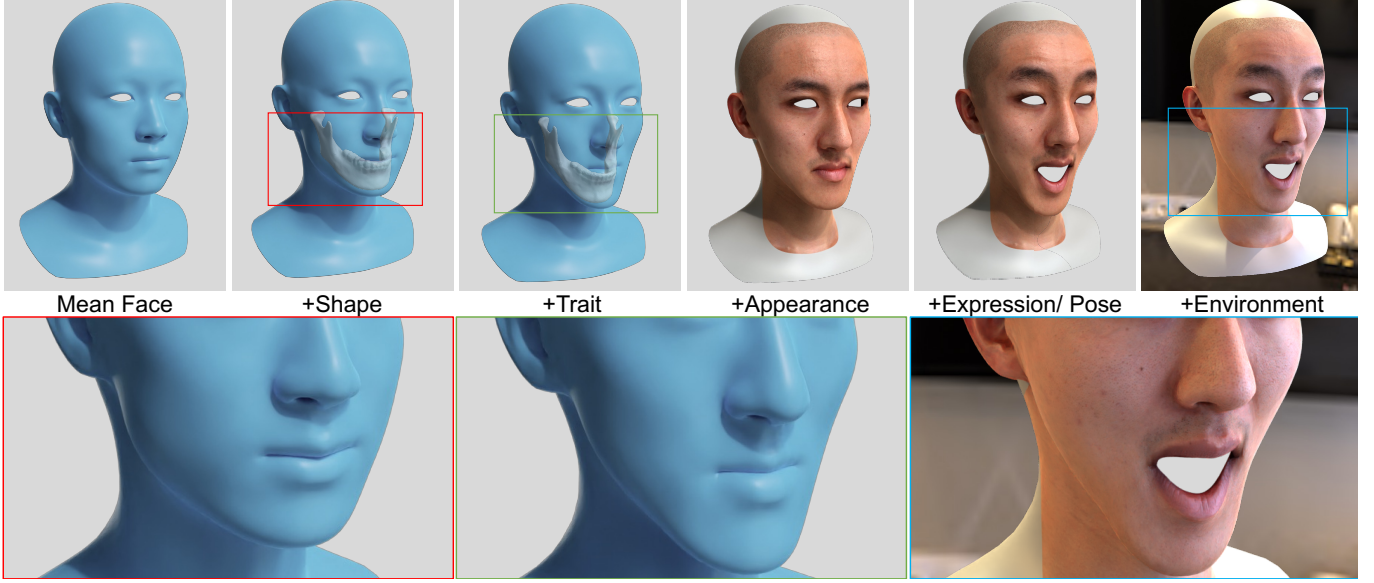 Mean Face
+Shape
+Trait
+Appearance
+Expression/ Pose
+Environment